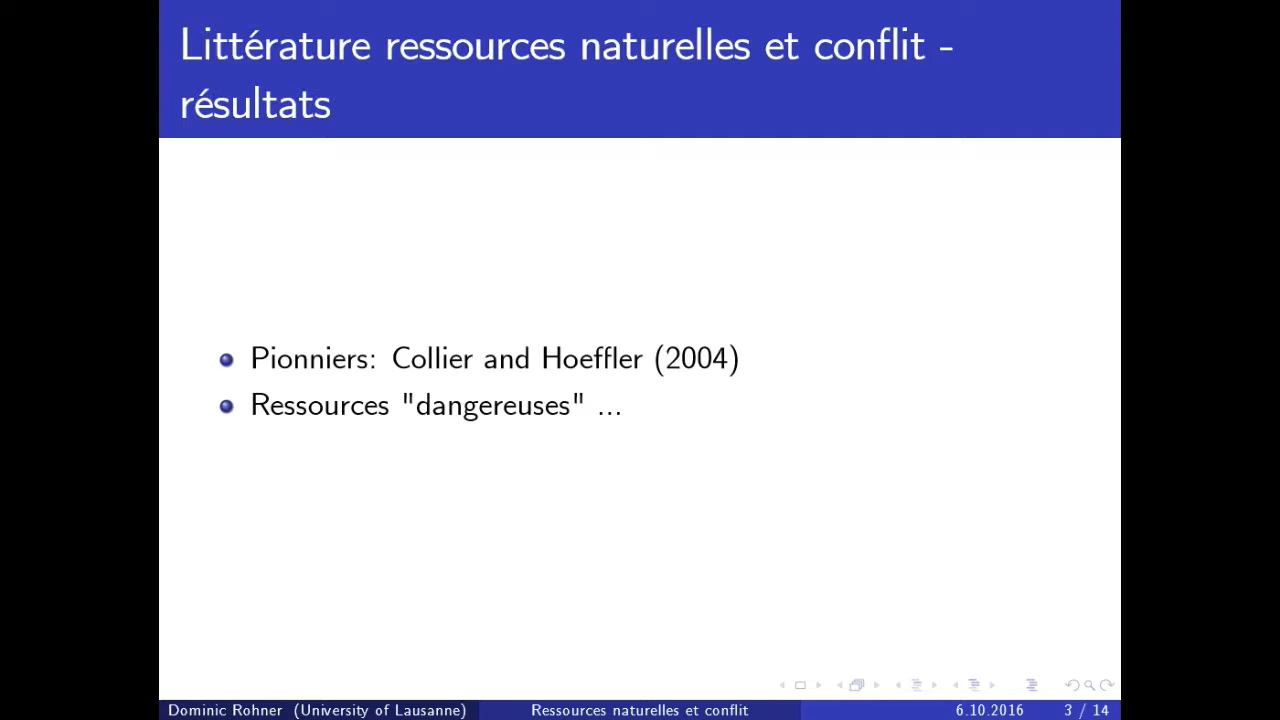 Littérature ressources naturelles et conflit -
résultats
Pionniers: Collier and Hoeffler (2004)
Ressources "dangereuses" ...
Dominic Rohner (University of Lausanne) Ressources naturelles et conflit 6.10.2016 3 / 14